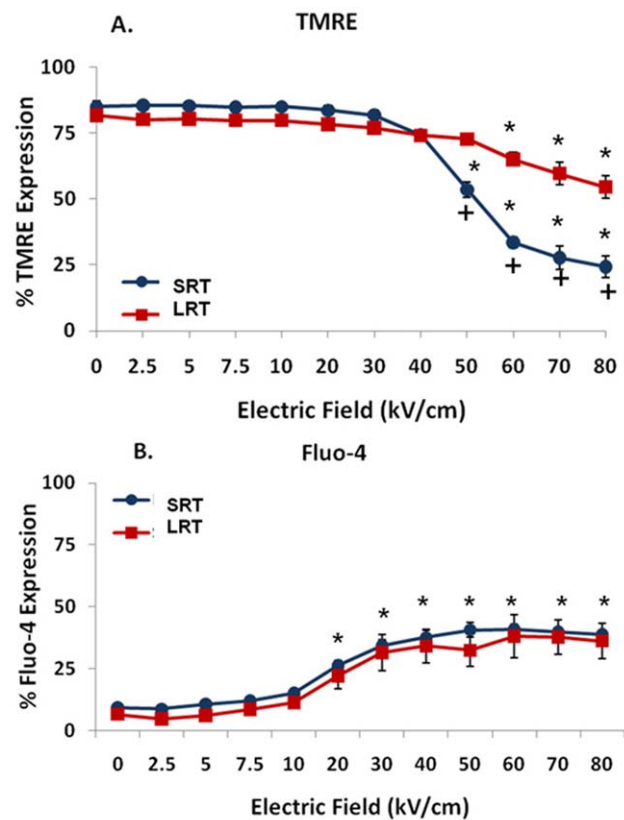 A. TMRE
100
75
50
25
0
% TMRE Expression
* * *
* * * *
+ + + +
SRT
LRT
0 2.5 5 7.5 10 20 30 40 50 60 70 80
Electric Field (kV/cm)
B. Fluo-4
100
75
50
25
0
% Fluo-4 Expression
SRT
LRT
* * * * * * *
0 2.5 5 7.5 10 20 30 40 50 60 70 80
Electric Field (kV/cm)